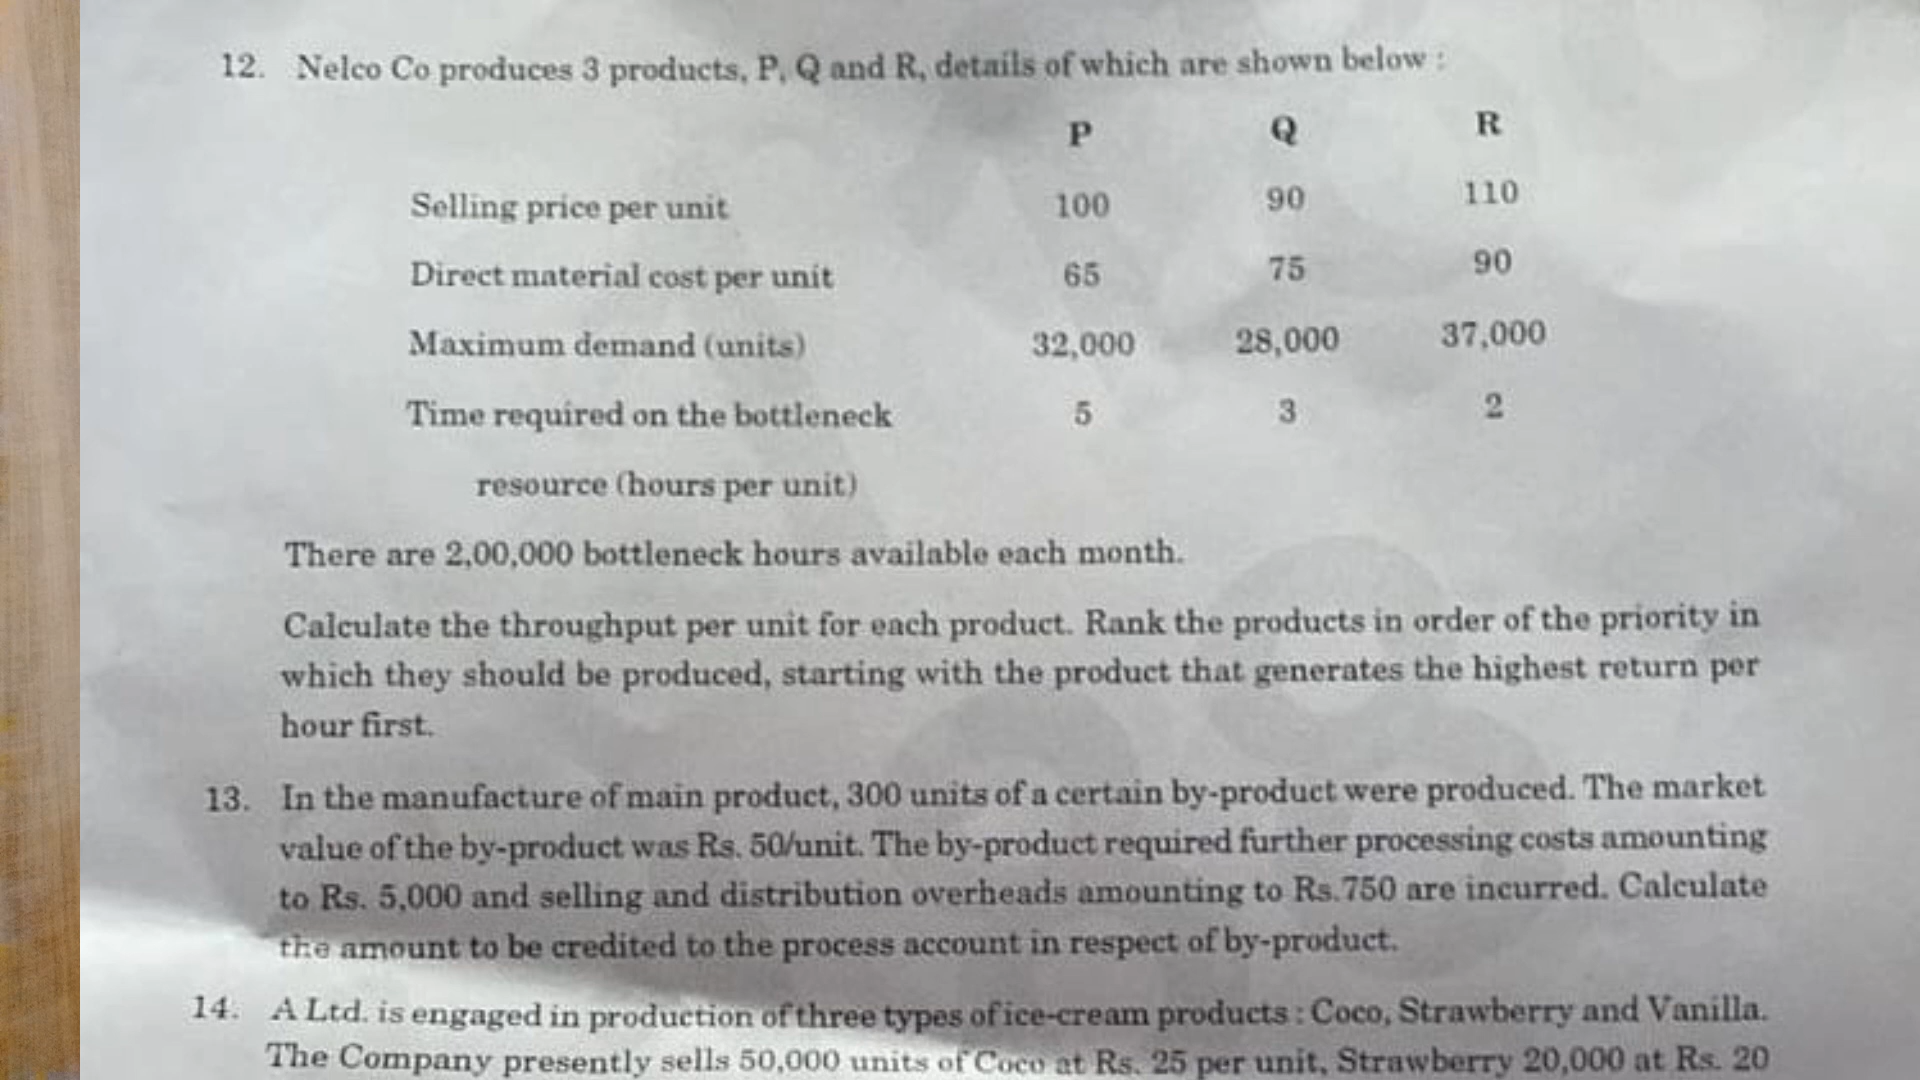 12. Nelco Co produces 3 products, P, Q and R, details of which are shown below :
P Q R
Selling price per unit 100 90 110
Direct material cost per unit 65 75 90
Maximum demand (units) 32,000 28,000 37,000
Time required on the bottleneck 5 3 2
resource (hours per unit)
There are 2,00,000 bottleneck hours available each month.
Calculate the throughput per unit for each product. Rank the products in order of the priority in
which they should be produced, starting with the product that generates the highest return per
hour first.
13. In the manufacture of main product, 300 units of a certain by-product were produced. The market
value of the by-product was Rs. 50/unit. The by-product required further processing costs amounting
to Rs. 5,000 and selling and distribution overheads amounting to Rs.750 are incurred. Calculate
the amount to be credited to the process account in respect of by-product.
14. A Ltd. is engaged in production of three types of ice-cream products : Coco, Strawberry and Vanilla.
The Company presently sells 50,000 units of Coco at Rs. 25 per unit, Strawberry 20,000 at Rs. 20